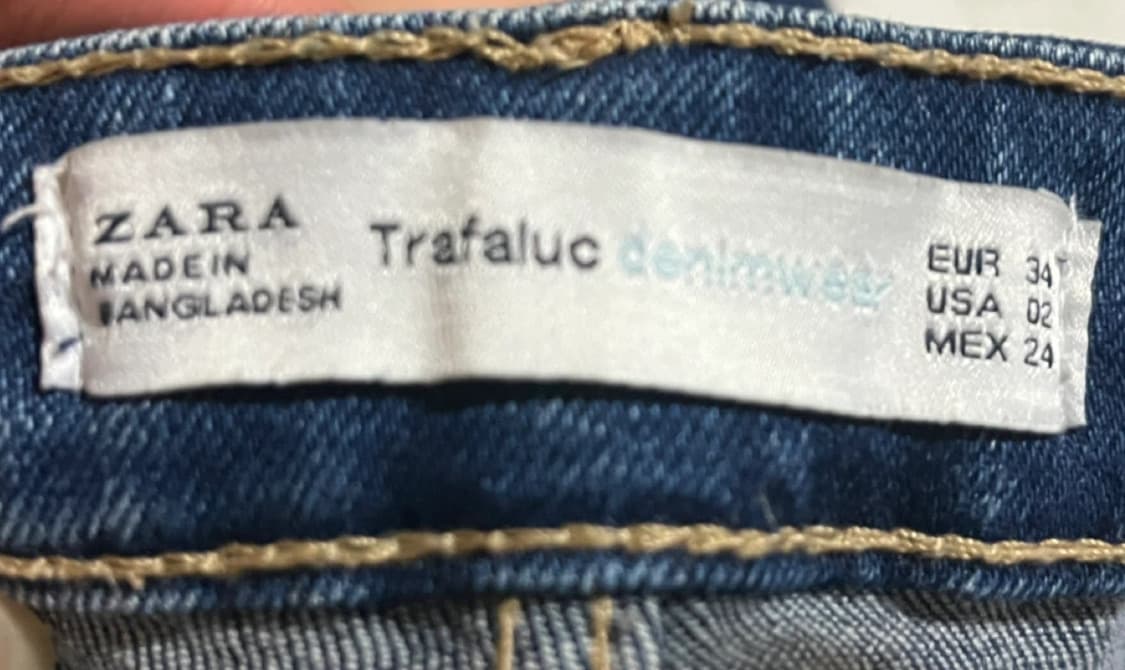 ZARA
MADE IN
BANGLADESH
Trafaluc denimwear
EUR 34
USA 02
MEX 24